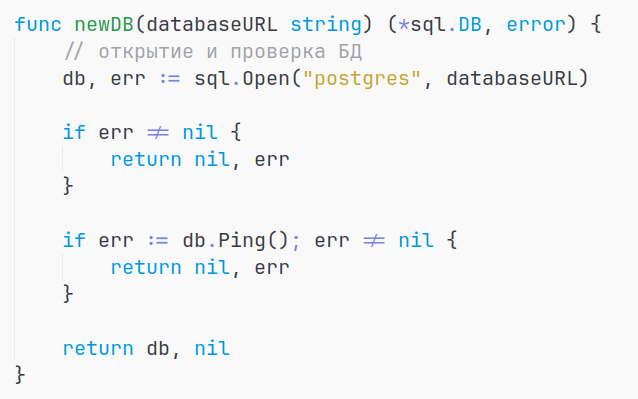 func newDB(databaseURL string) (*sql.DB, error) {
    // открытие и проверка БД
    db, err := sql.Open("postgres", databaseURL)

    if err != nil {
        return nil, err
    }

    if err := db.Ping(); err != nil {
        return nil, err
    }

    return db, nil
}